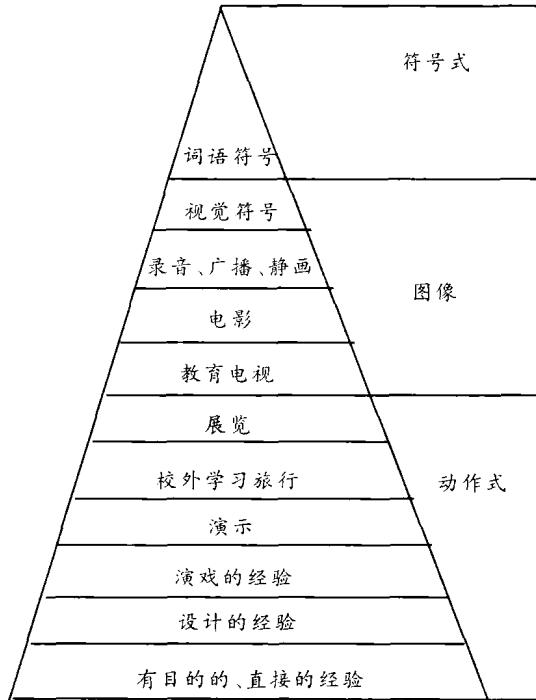 符号式
词语符号
视觉符号
录音、广播、静画
图像
电影
教育电视
展览
校外学习旅行
动作式
演示
演戏的经验
设计的经验
有目的的、直接的经验